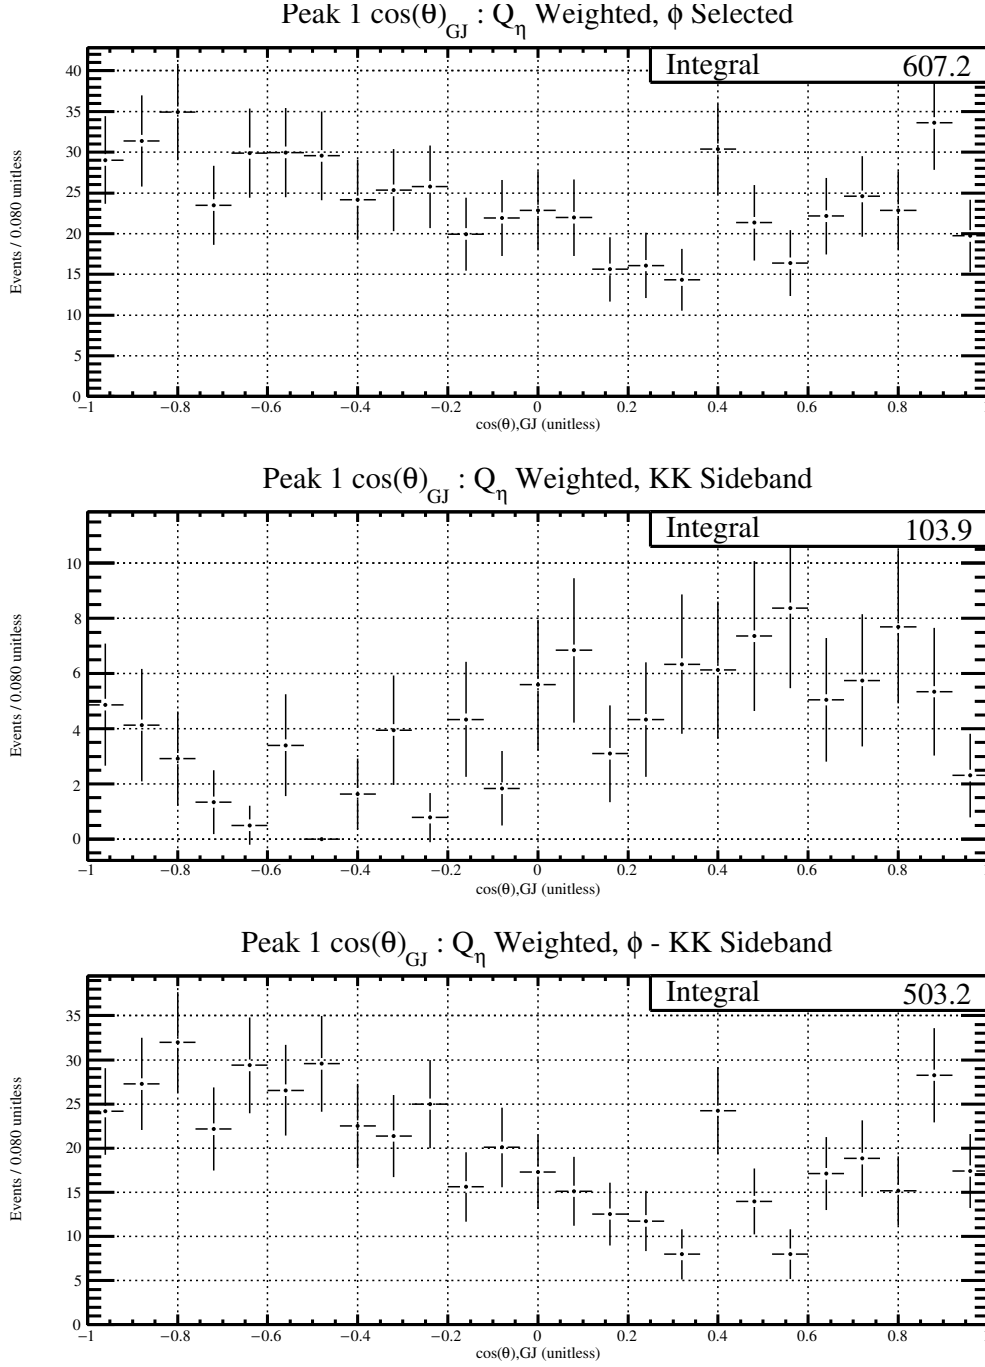 Peak 1 cos(θ)GJ : Qη Weighted, ϕ Selected
Integral 607.2
40
35
30
25
20
15
10
5
0
Events / 0.080 unitless
−1 −0.8 −0.6 −0.4 −0.2 0 0.2 0.4 0.6 0.8 1
cos(θ),GJ (unitless)
Peak 1 cos(θ)GJ : Qη Weighted, KK Sideband
Integral 103.9
10
8
6
4
2
0
Events / 0.080 unitless
−1 −0.8 −0.6 −0.4 −0.2 0 0.2 0.4 0.6 0.8
cos(θ),GJ (unitless)
Peak 1 cos(θ)GJ : Qη Weighted, ϕ - KK Sideband
Integral 503.2
35
30
25
20
15
10
5
0
Events / 0.080 unitless
−1 −0.8 −0.6 −0.4 −0.2 0 0.2 0.4 0.6 0.8
cos(θ),GJ (unitless)